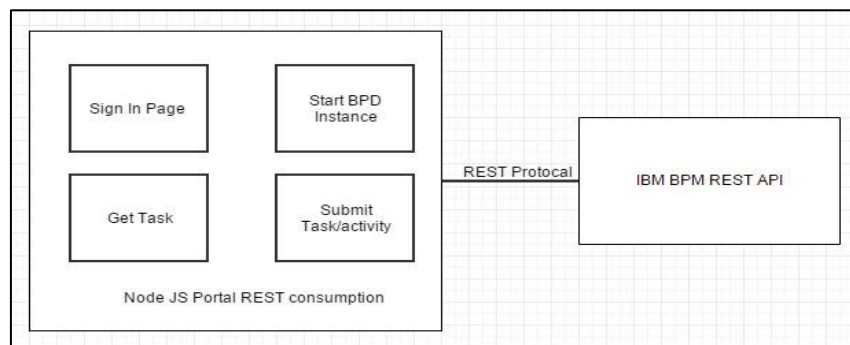 Sign In Page
Start BPD
Instance
Get Task
Submit
Task/activity
Node JS Portal REST consumption
REST Protocal
IBM BPM REST API